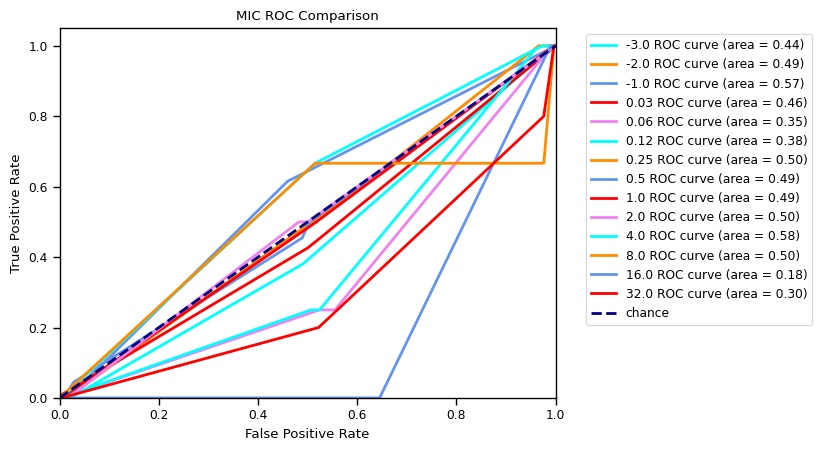 MIC ROC Comparison
True Positive Rate
1.0
0.8
0.6
0.4
0.2
0.0
0.0 0.2 0.4 0.6 0.8 1.0
False Positive Rate
-3.0 ROC curve (area = 0.44)
-2.0 ROC curve (area = 0.49)
-1.0 ROC curve (area = 0.57)
0.03 ROC curve (area = 0.46)
0.06 ROC curve (area = 0.35)
0.12 ROC curve (area = 0.38)
0.25 ROC curve (area = 0.50)
0.5 ROC curve (area = 0.49)
1.0 ROC curve (area = 0.49)
2.0 ROC curve (area = 0.50)
4.0 ROC curve (area = 0.58)
8.0 ROC curve (area = 0.50)
16.0 ROC curve (area = 0.18)
32.0 ROC curve (area = 0.30)
chance